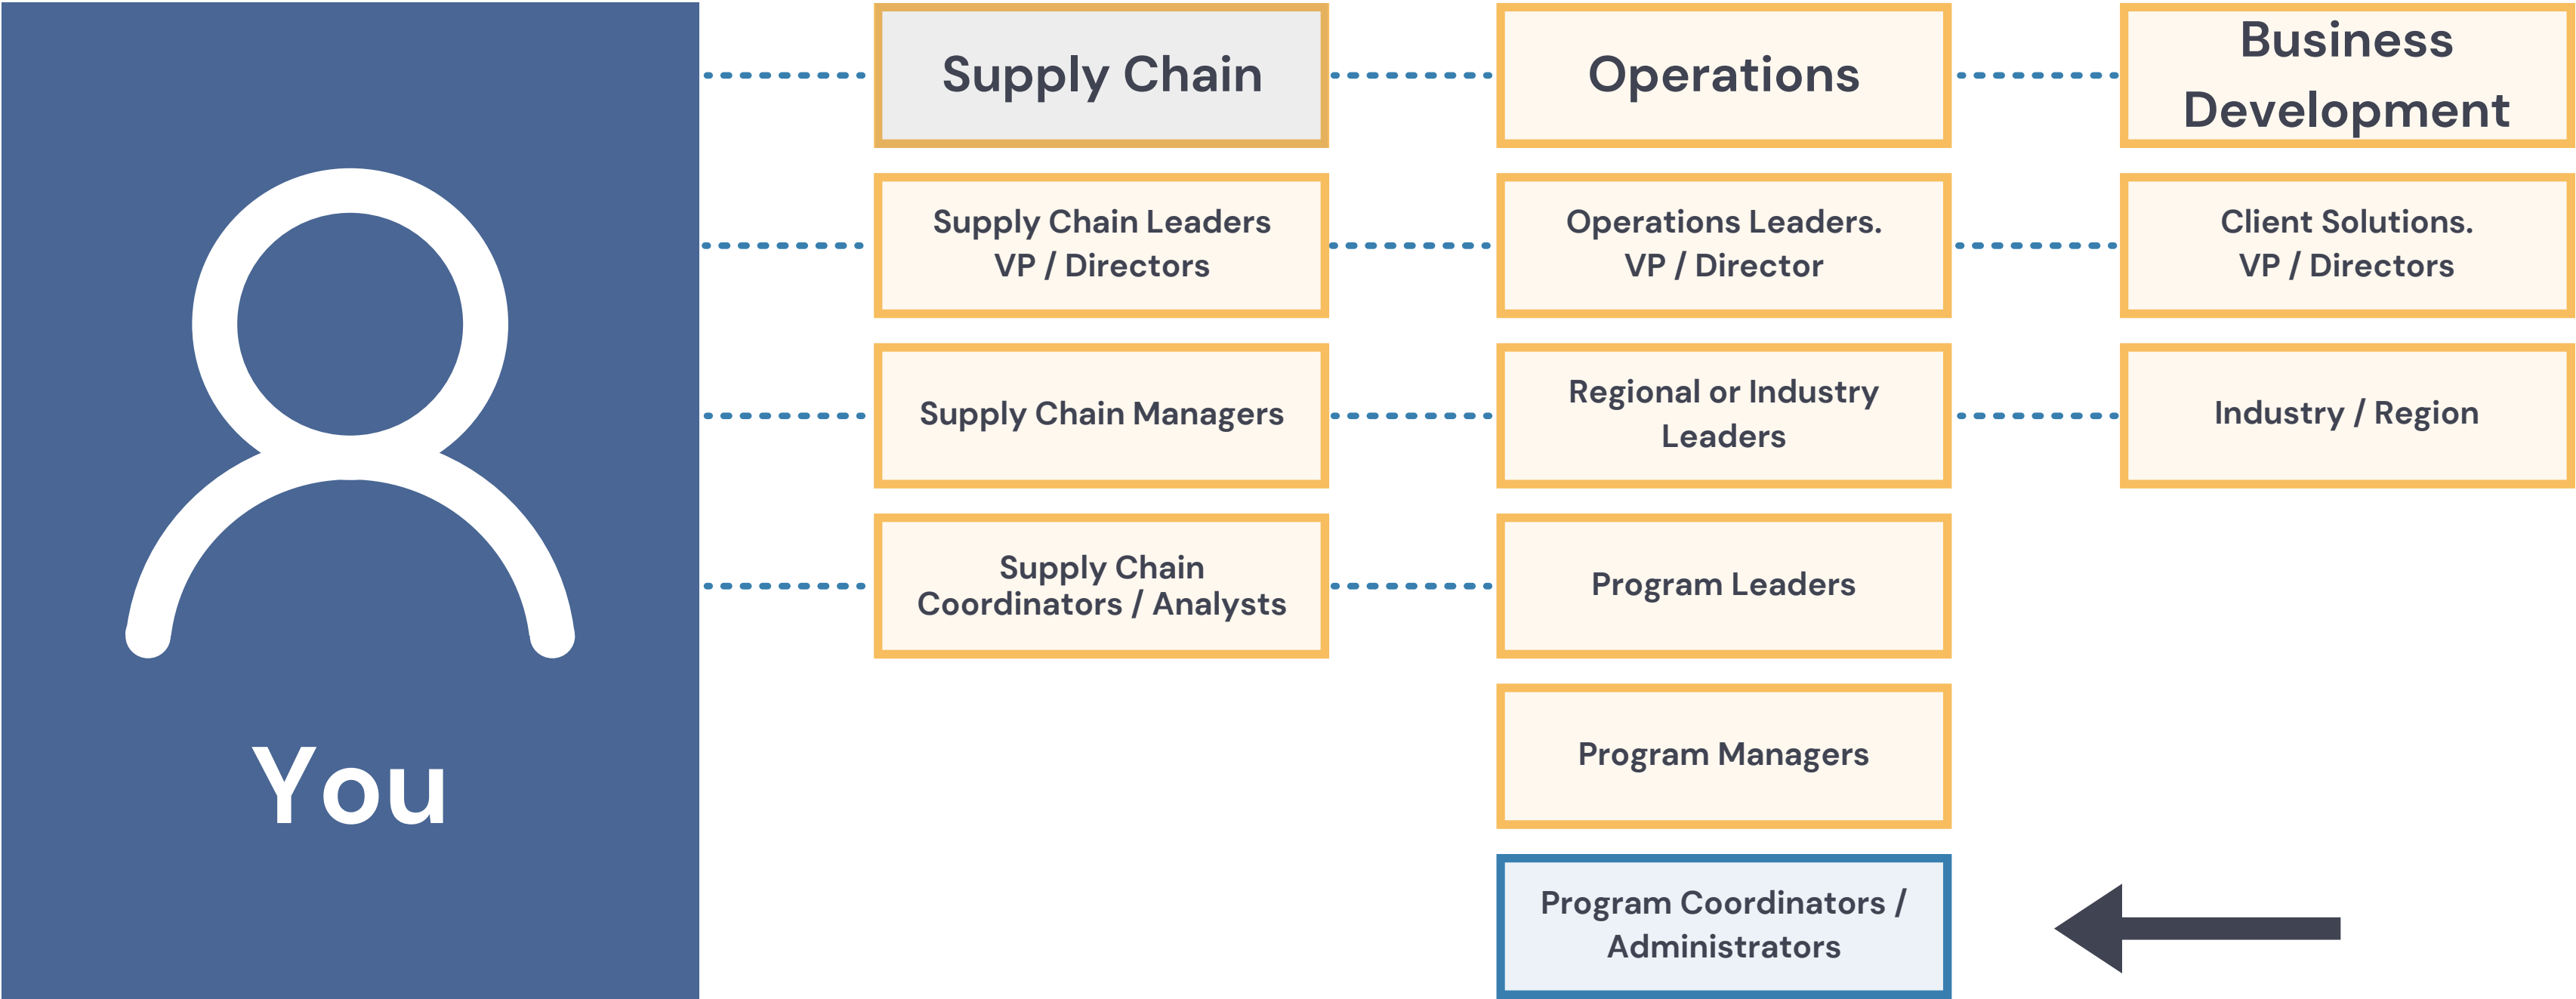 You
Supply Chain
Operations
Business
Development
Supply Chain Leaders
VP / Directors
Operations Leaders.
VP / Director
Client Solutions.
VP / Directors
Supply Chain Managers
Regional or Industry
Leaders
Industry / Region
Supply Chain
Coordinators / Analysts
Program Leaders
Program Managers
Program Coordinators /
Administrators